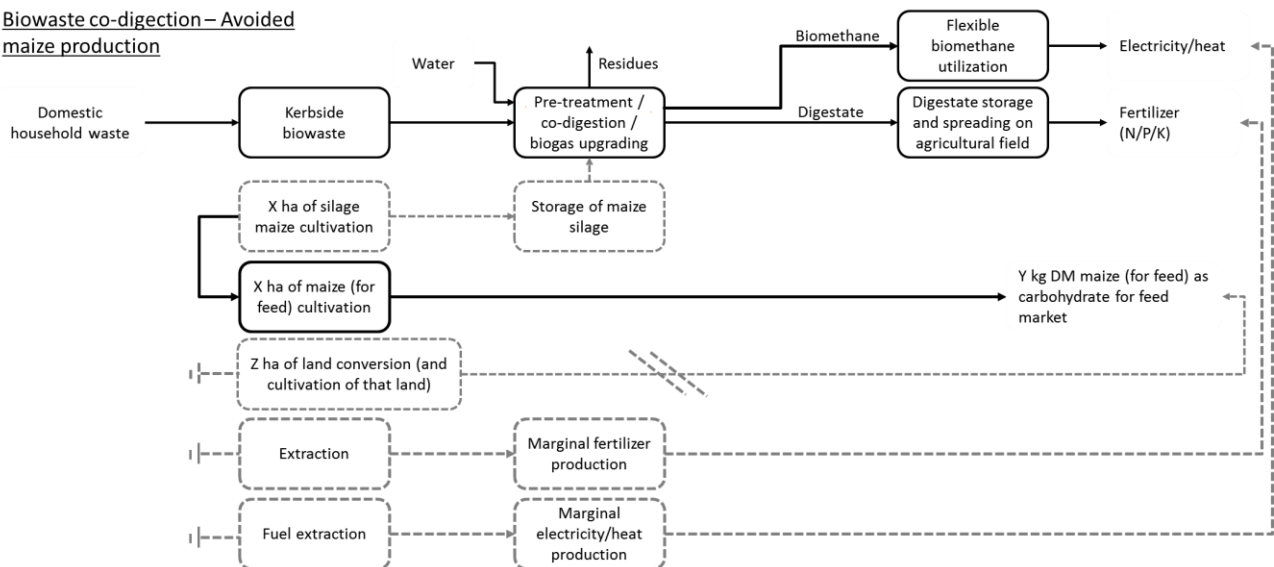 Biowaste co-digestion – Avoided
maize production
Water
Residues
Biomethane
Flexible
biomethane
utilization
Electricity/heat
Domestic
household waste
Kerbside
biowaste
Pre-treatment /
co-digestion /
biogas upgrading
Digestate
Digestate storage
and spreading on
agricultural field
Fertilizer
(N/P/K)
X ha of silage
maize cultivation
Storage of maize
silage
X ha of maize (for
feed) cultivation
Y kg DM maize (for feed) as
carbohydrate for feed
market
Z ha of land conversion (and
cultivation of that land)
Extraction
Marginal fertilizer
production
Fuel extraction
Marginal
electricity/heat
production